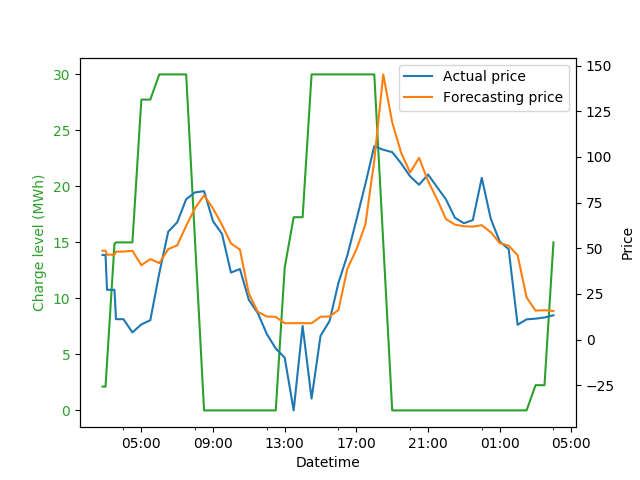 Actual price
Forecasting price
30
25
20
15
10
5
0
Charge level (MWh)
150
125
100
75
50
25
0
−25
Price
05:00 09:00 13:00 17:00 21:00 01:00 05:00
Datetime